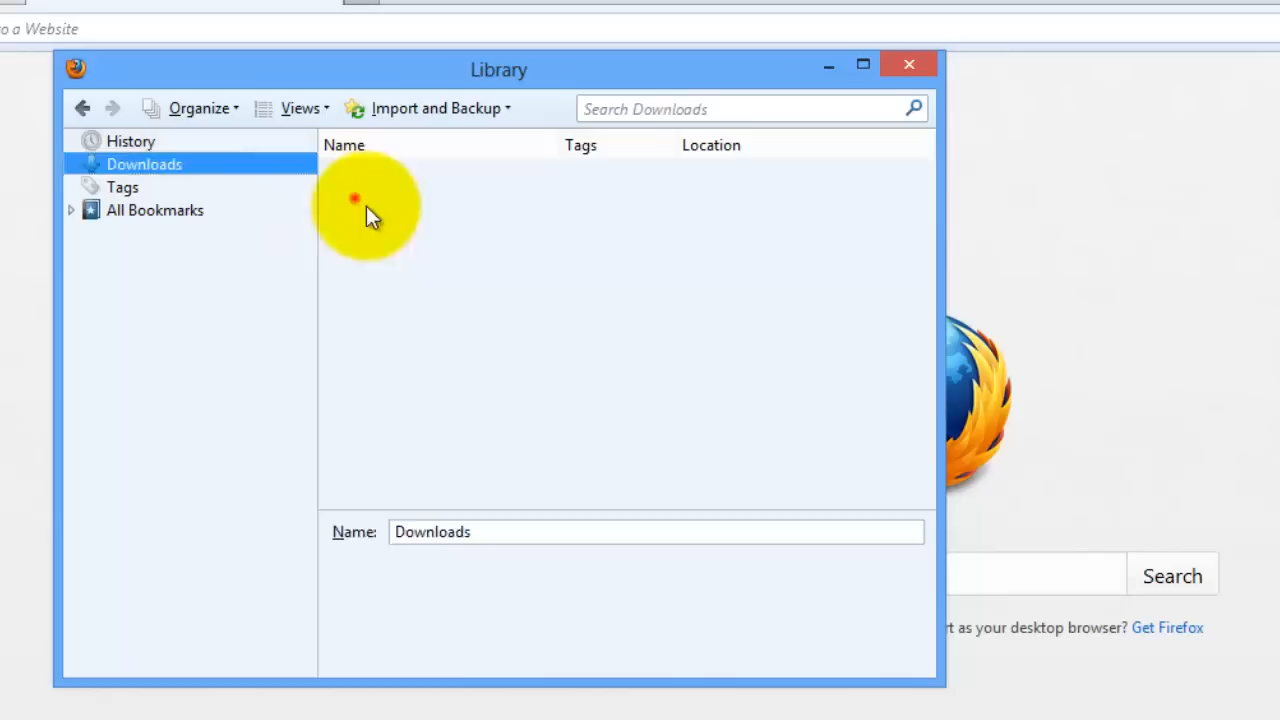 to a Website
Library
Organize Views Import and Backup Search Downloads
History
Downloads
Tags
All Bookmarks
Name Tags Location
Name: Downloads
Search
rt as your desktop browser? Get Firefox